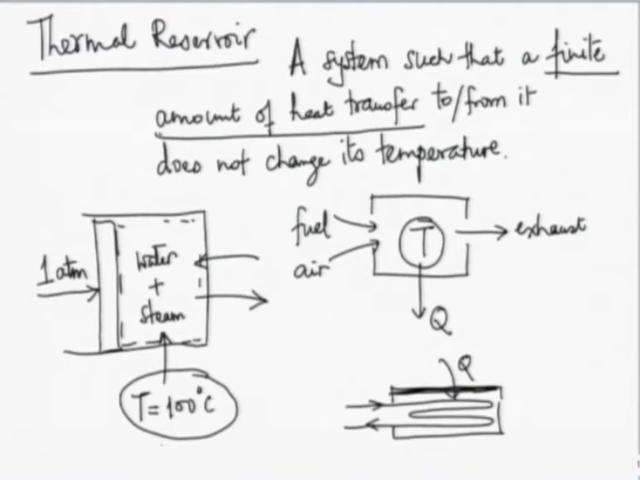 Thermal Reservoir
A system such that a finite
amount of heat transfer to/from it
does not change its temperature.
1 atm
water
+
steam
T=100°C
fuel
air
T
exhaust
Q
Q